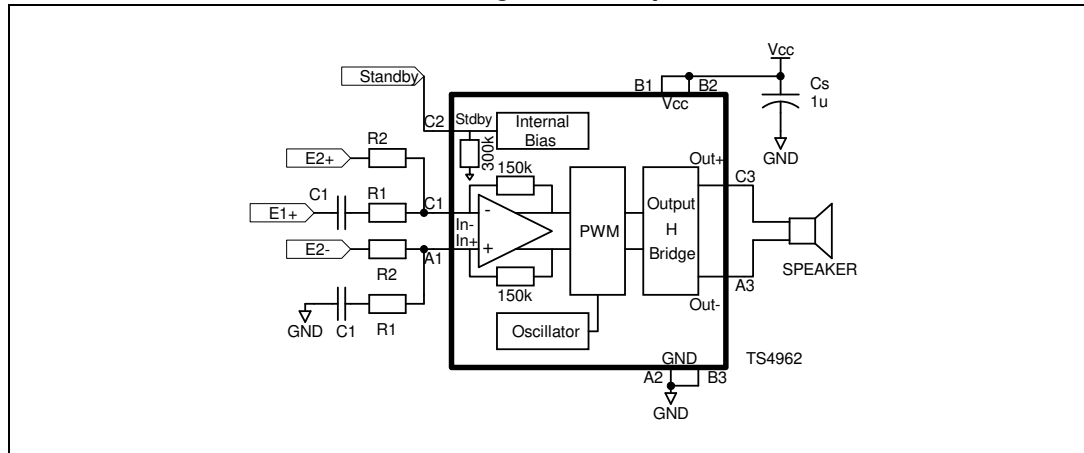 Vcc
Standby
B1
B2
Cs
1u
Vcc
C2
Stdby
Internal
Bias
300k
GND
R2
E2+
150k
Out+
C3
C1
R1
C1
E1+
-
In-
In+
+
PWM
Output
H
Bridge
E2-
A1
R2
SPEAKER
150k
A3
Out-
GND
C1
R1
Oscillator
GND
TS4962
A2
B3
GND